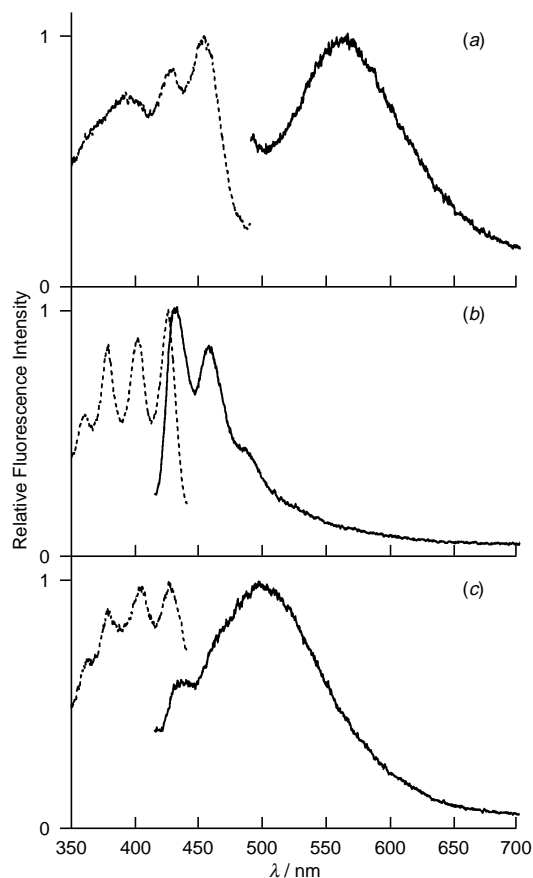 1
(a)
0
1
(b)
0
1
(c)
0
Relative Fluorescence Intensity
350 400 450 500 550 600 650 700
λ / nm